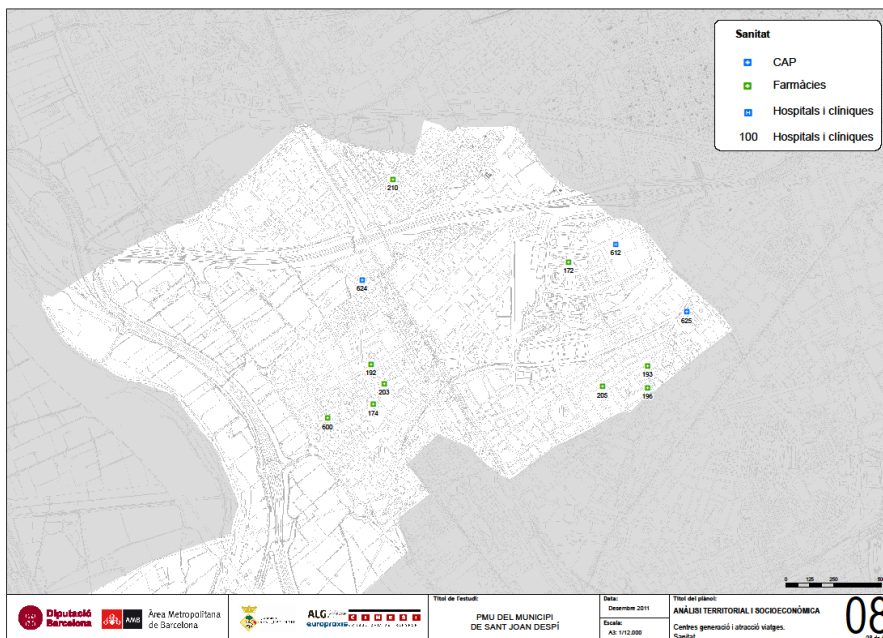 Sanitat
CAP
Farmàcies
Hospitals i clíniques
100 Hospitals i clíniques
210
612
172
624
625
192
193
203
205
196
174
600
0 125 250
Diputació
Barcelona
AMB
Àrea Metropolitana
de Barcelona
ALG
europraxis
Títol de l'estudi:
PMU DEL MUNICIPI
DE SANT JOAN DESPÍ
Data:
Desembre 2011
Escala:
A3: 1/12.000
Títol del plànol:
ANÀLISI TERRITORIAL I SOCIOECONÒMICA
Centres generació i atracció viatges.
Sanitat
08